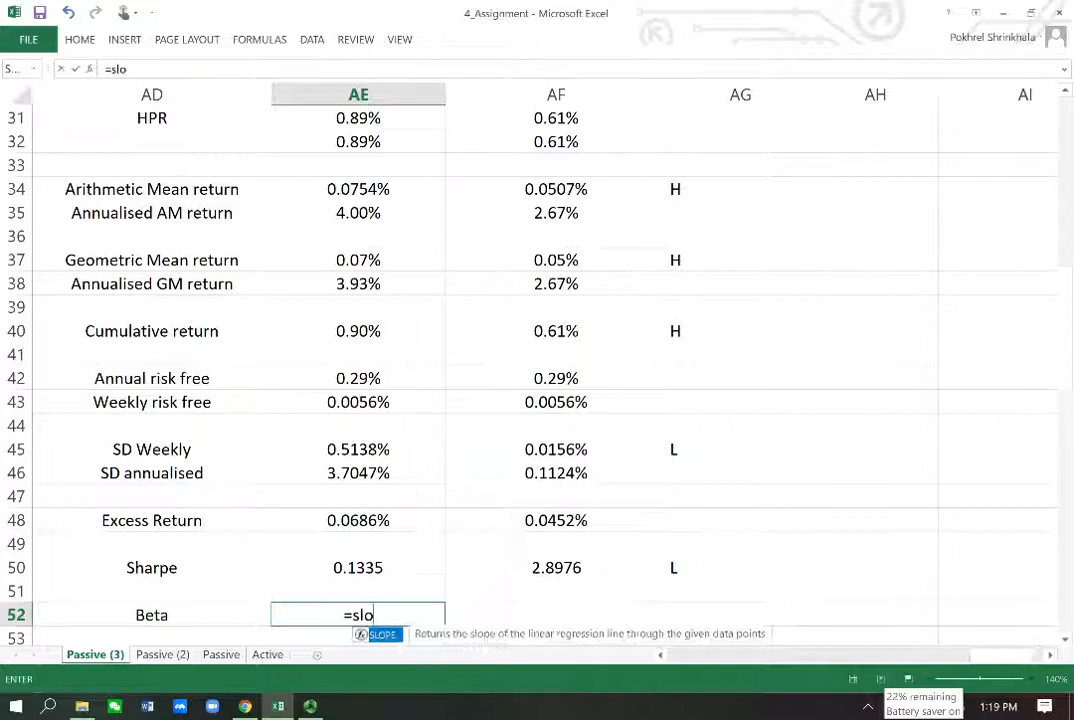 4_Assignment - Microsoft Excel
?
FILE HOME INSERT PAGE LAYOUT FORMULAS DATA REVIEW VIEW
Pokhrel Shrinkhala
S... fx =slo
AD AE AF AG AH AI
31 HPR 0.89% 0.61%
32 0.89% 0.61%
33
34 Arithmetic Mean return 0.0754% 0.0507% H
35 Annualised AM return 4.00% 2.67%
36
37 Geometric Mean return 0.07% 0.05% H
38 Annualised GM return 3.93% 2.67%
39
40 Cumulative return 0.90% 0.61% H
41
42 Annual risk free 0.29% 0.29%
43 Weekly risk free 0.0056% 0.0056%
44
45 SD Weekly 0.5138% 0.0156% L
46 SD annualised 3.7047% 0.1124%
47
48 Excess Return 0.0686% 0.0452%
49
50 Sharpe 0.1335 2.8976 L
51
52 Beta =slo
53 fx SLOPE Returns the slope of the linear regression line through the given data points
Passive (3) Passive (2) Passive Active
ENTER 140%
22% remaining
Battery saver on
1:19 PM